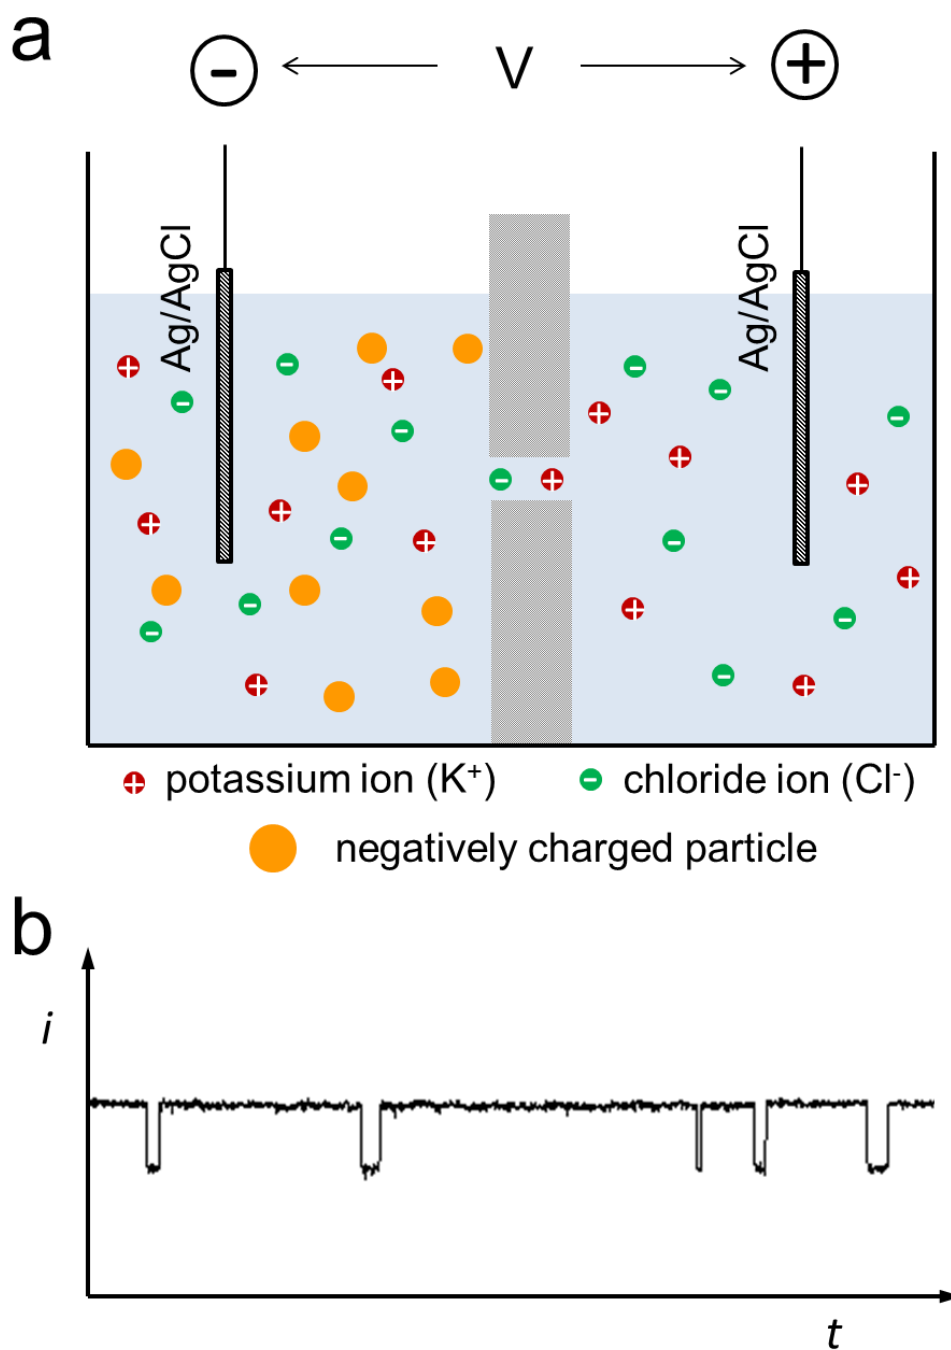 a
- V +
Ag/AgCl
Ag/AgCl
potassium ion (K⁺)
chloride ion (Cl⁻)
negatively charged particle
b
i
t